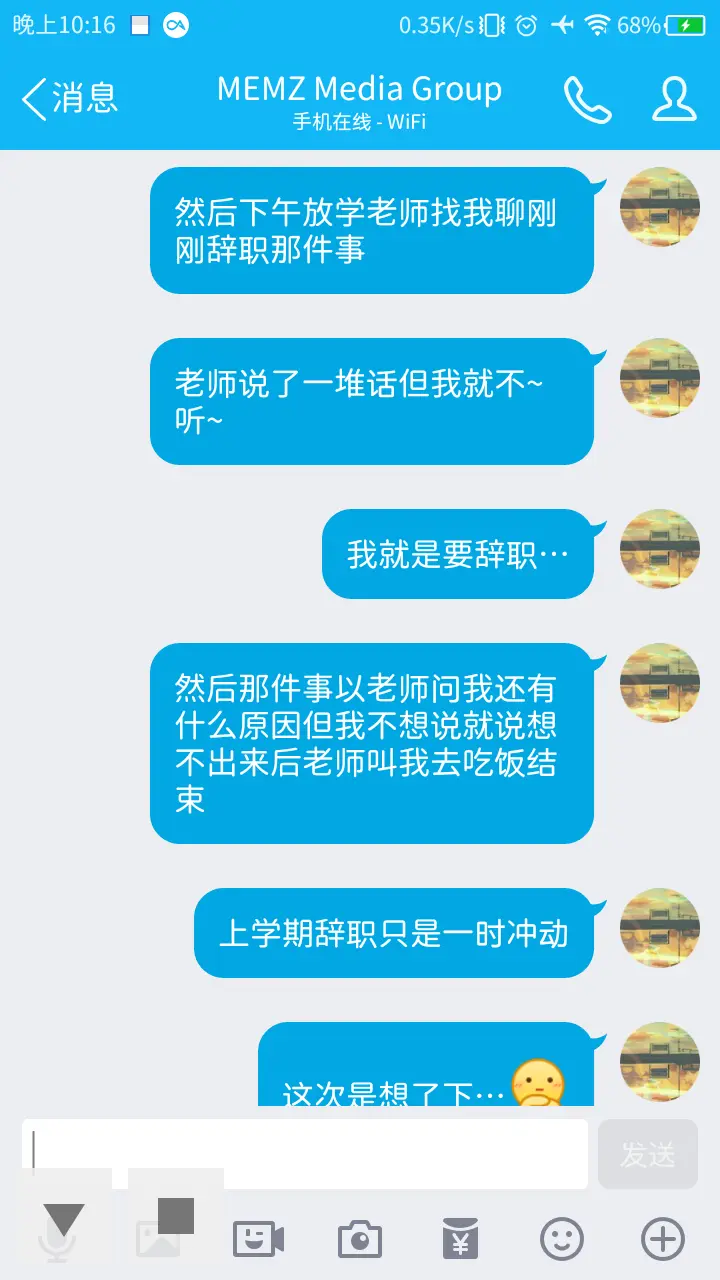 晚上10:16
0.35K/s
68%
消息
MEMZ Media Group
手机在线 - WiFi
然后下午放学老师找我聊刚
刚辞职那件事
老师说了一堆话但我就不~
听~
我就是要辞职…
然后那件事以老师问我还有
什么原因但我不想说就说想
不出来后老师叫我去吃饭结
束
上学期辞职只是一时冲动
这次是想了下…
发送